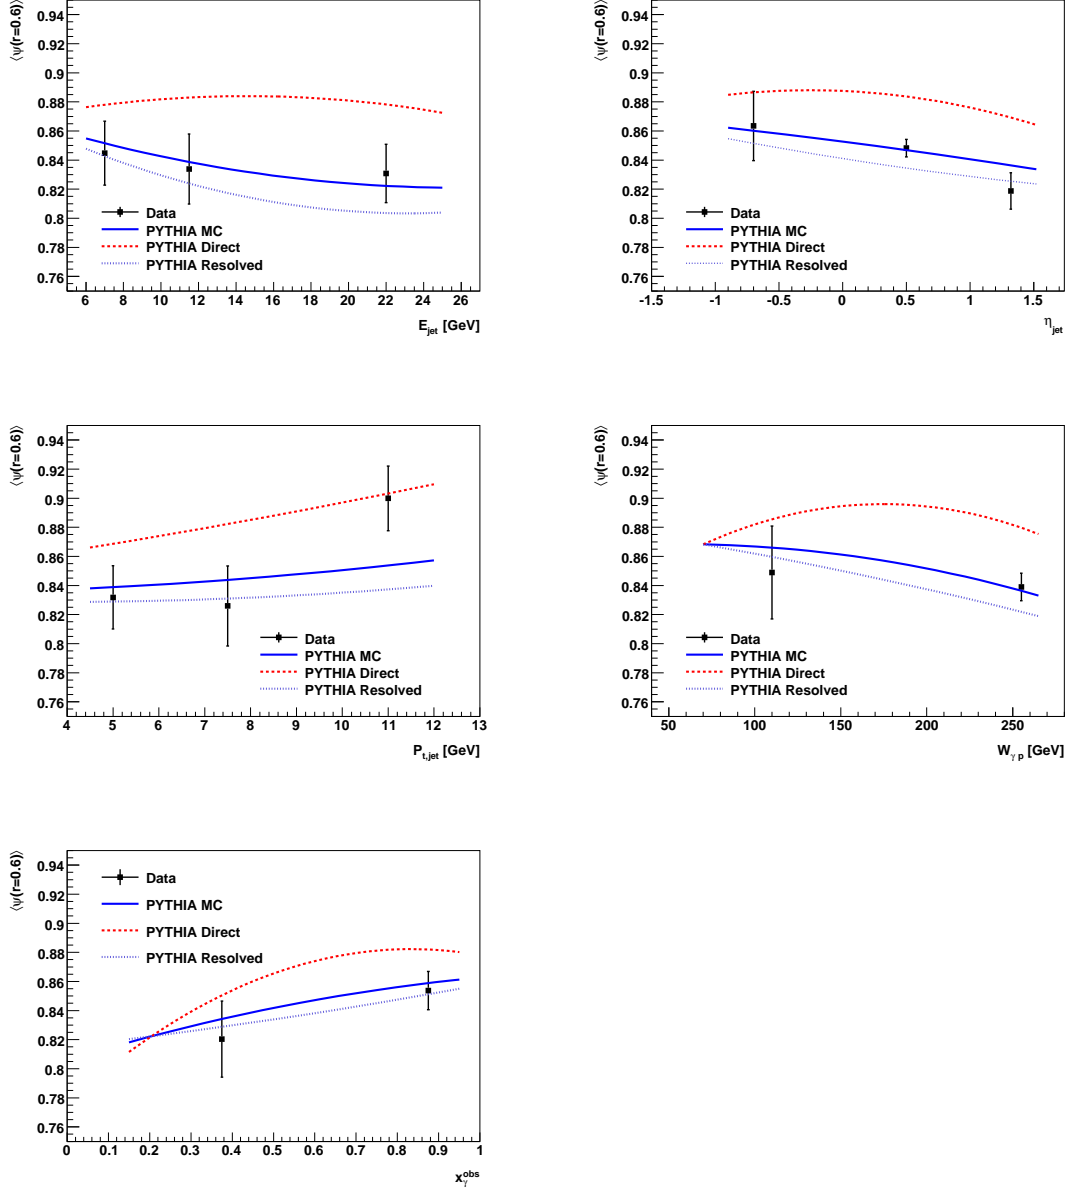 ⟨ψ(r=0.6)⟩
0.94
0.92
0.9
0.88
0.86
0.84
0.82
0.8
0.78
0.76
Data
PYTHIA MC
PYTHIA Direct
PYTHIA Resolved
6 8 10 12 14 16 18 20 22 24 26
E_jet [GeV]
⟨ψ(r=0.6)⟩
0.94
0.92
0.9
0.88
0.86
0.84
0.82
0.8
0.78
0.76
Data
PYTHIA MC
PYTHIA Direct
PYTHIA Resolved
-1.5 -1 -0.5 0 0.5 1 1.5
η_jet
⟨ψ(r=0.6)⟩
0.94
0.92
0.9
0.88
0.86
0.84
0.82
0.8
0.78
0.76
Data
PYTHIA MC
PYTHIA Direct
PYTHIA Resolved
4 5 6 7 8 9 10 11 12 13
P_t,jet [GeV]
⟨ψ(r=0.6)⟩
0.94
0.92
0.9
0.88
0.86
0.84
0.82
0.8
0.78
0.76
Data
PYTHIA MC
PYTHIA Direct
PYTHIA Resolved
50 100 150 200 250
W_γ p [GeV]
⟨ψ(r=0.6)⟩
0.94
0.92
0.9
0.88
0.86
0.84
0.82
0.8
0.78
0.76
Data
PYTHIA MC
PYTHIA Direct
PYTHIA Resolved
0 0.1 0.2 0.3 0.4 0.5 0.6 0.7 0.8 0.9 1
x_γ^obs